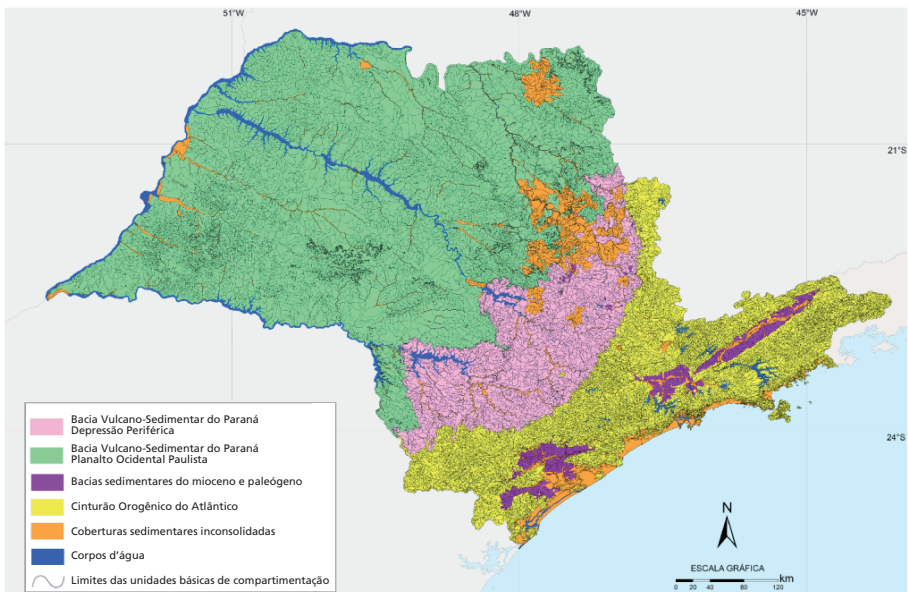 51°W
48°W
45°W
21°S
24°S
Bacia Vulcano-Sedimentar do Paraná
Depressão Periférica
Bacia Vulcano-Sedimentar do Paraná
Planalto Ocidental Paulista
Bacias sedimentares do mioceno e paleógeno
Cinturão Orogênico do Atlântico
Coberturas sedimentares inconsolidadas
Corpos d’água
Limites das unidades básicas de compartimentação
N
ESCALA GRÁFICA
0 20 40 80 120 km